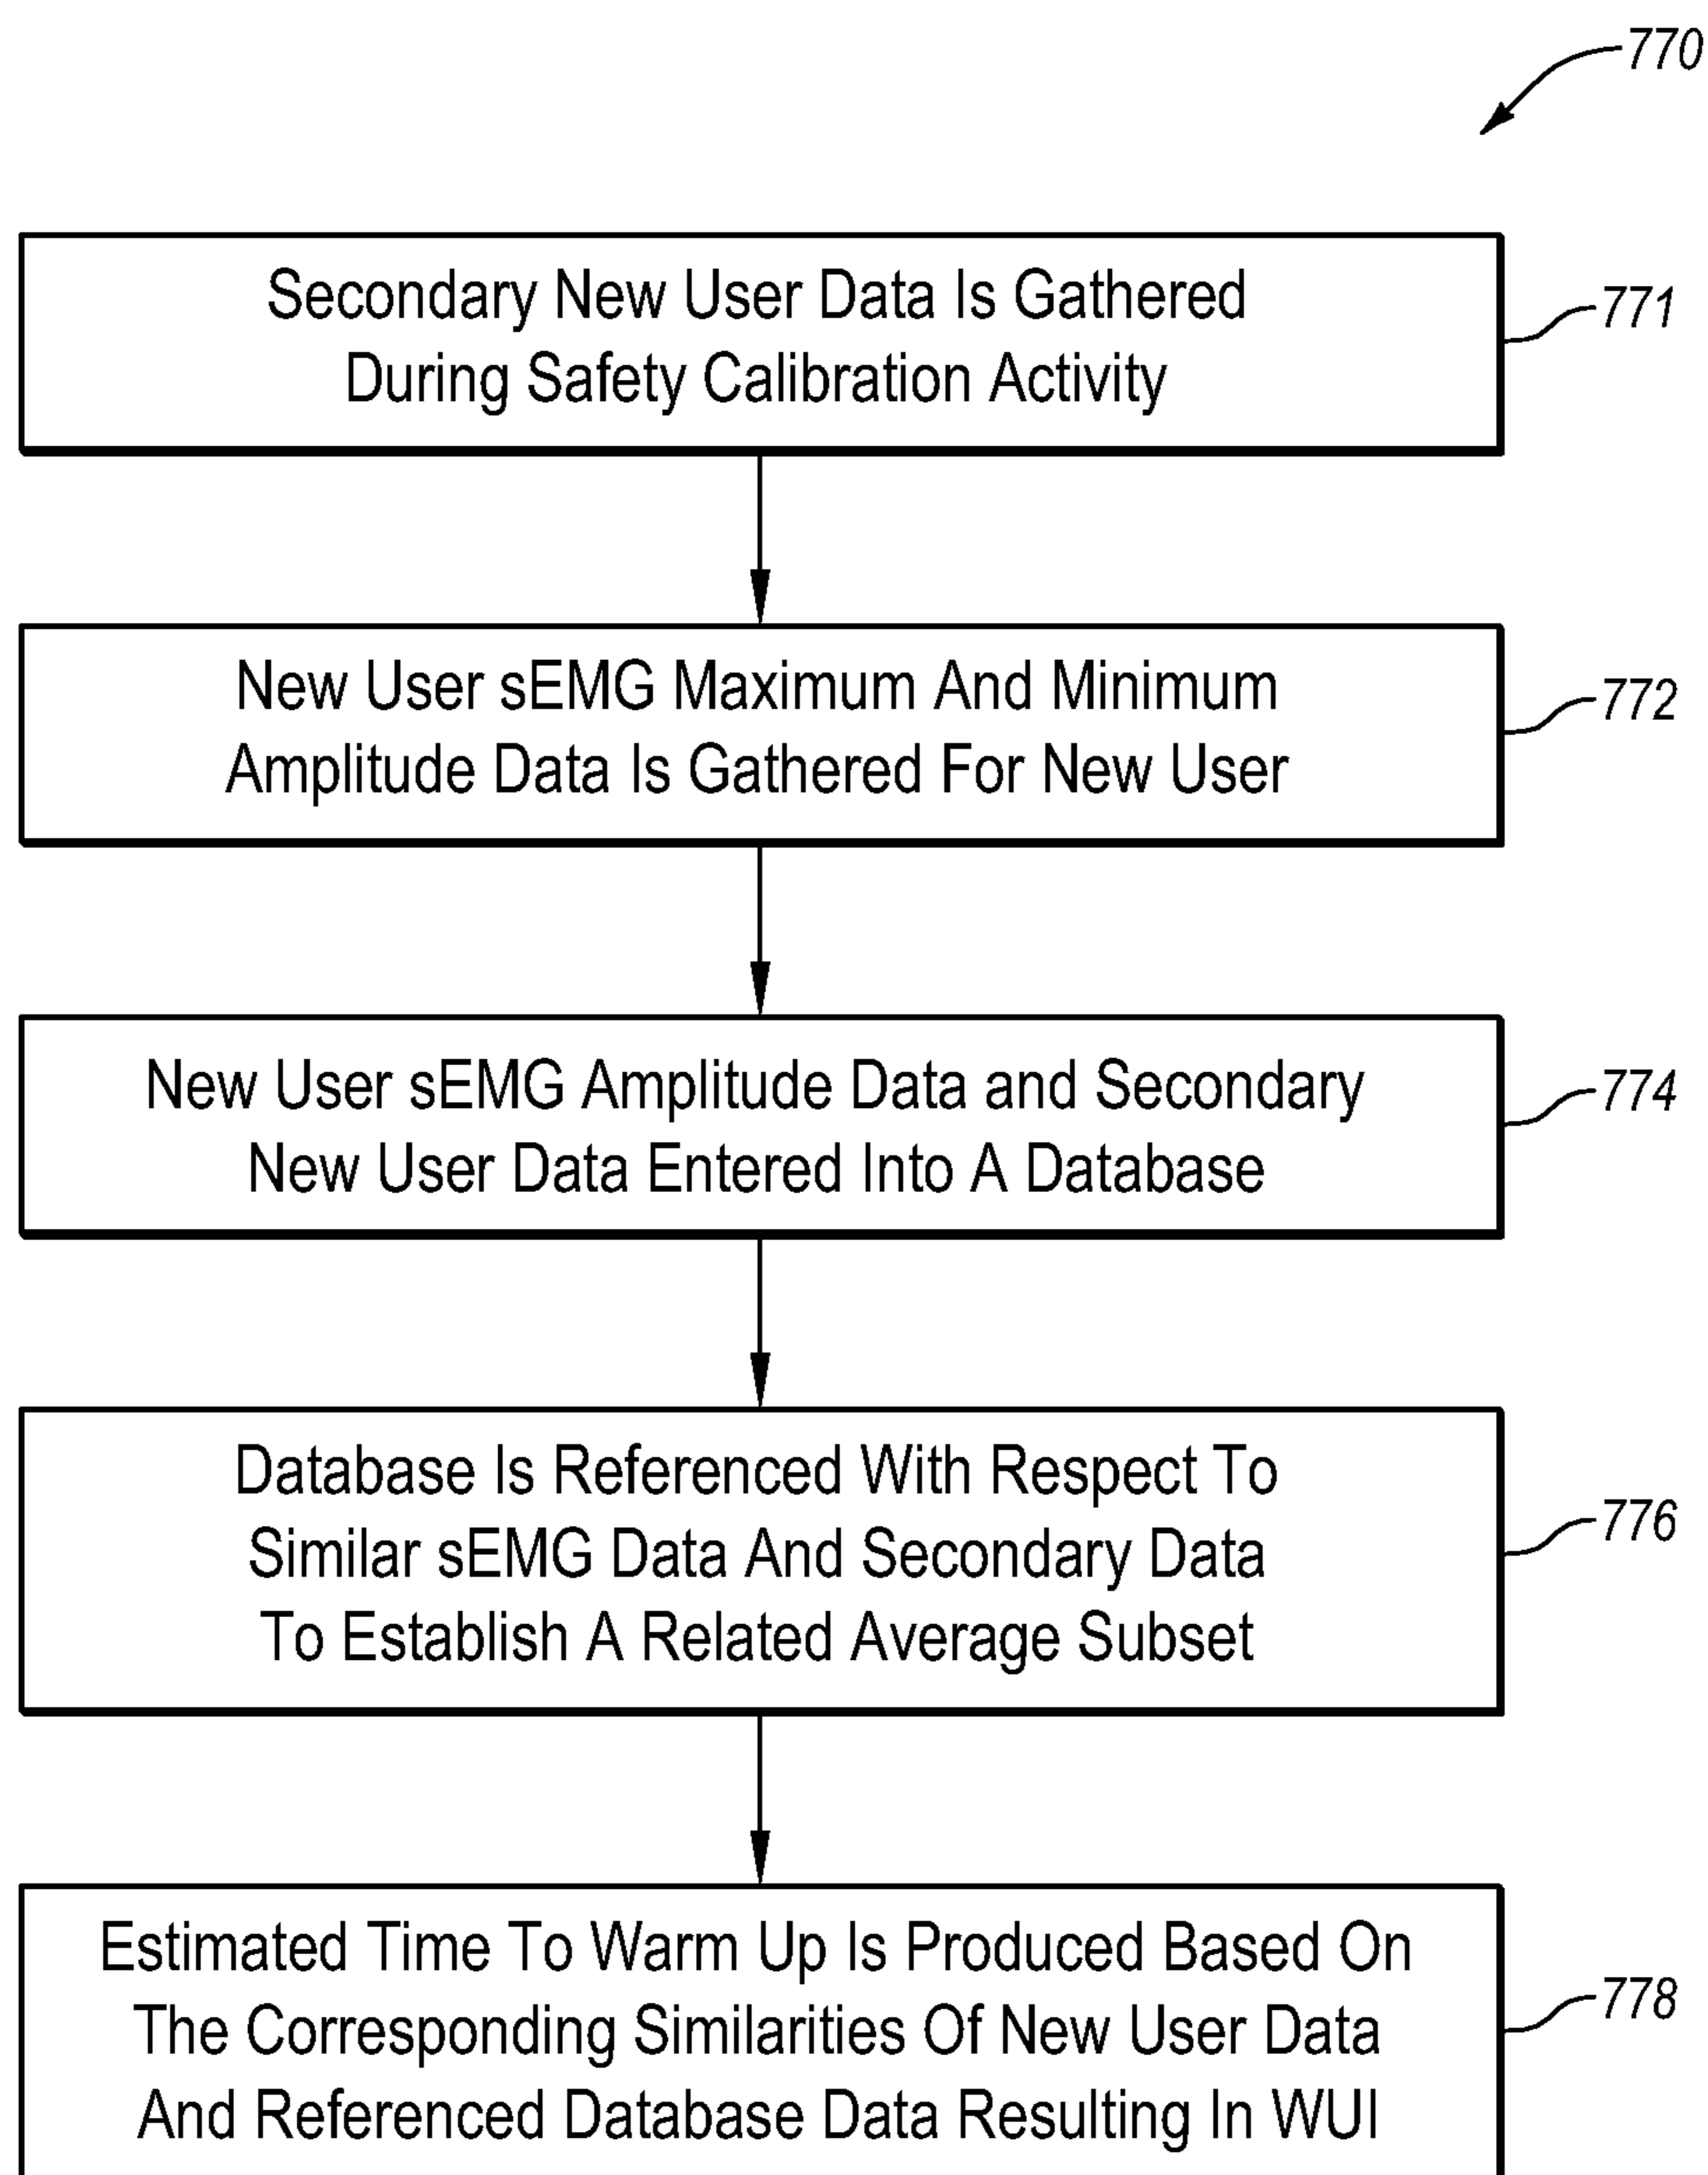 770
Secondary New User Data Is Gathered
During Safety Calibration Activity
771
New User sEMG Maximum And Minimum
Amplitude Data Is Gathered For New User
772
New User sEMG Amplitude Data and Secondary
New User Data Entered Into A Database
774
Database Is Referenced With Respect To
Similar sEMG Data And Secondary Data
To Establish A Related Average Subset
776
Estimated Time To Warm Up Is Produced Based On
The Corresponding Similarities Of New User Data
And Referenced Database Data Resulting In WUI
778